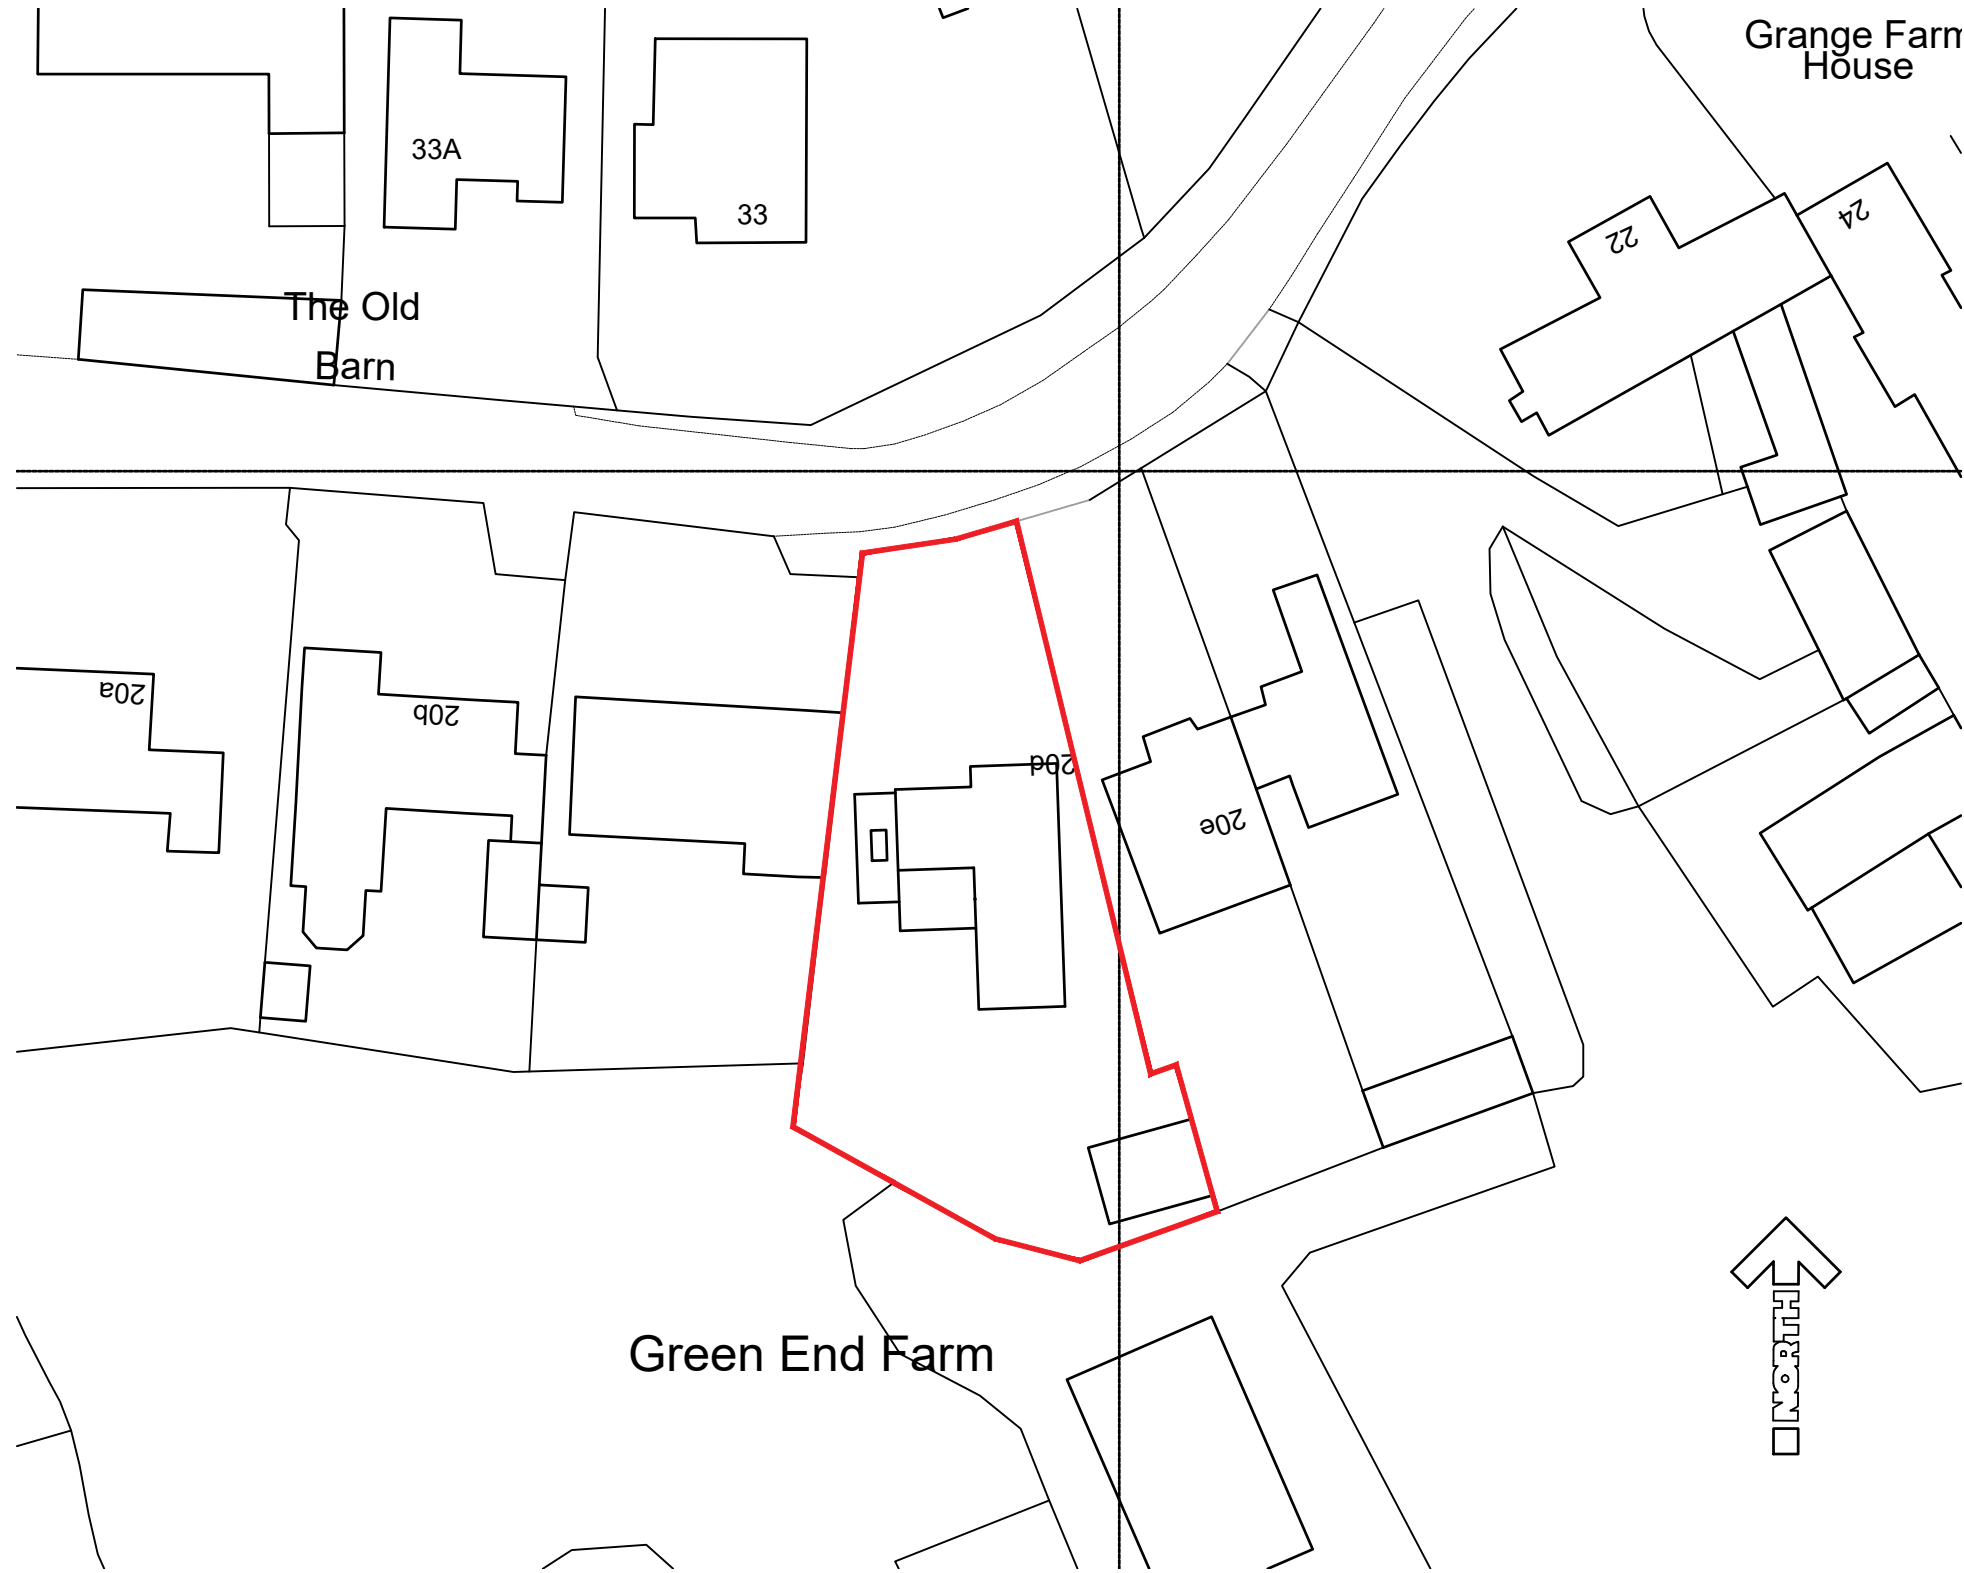 Grange Farm
House
33A
33
24
22
The Old
Barn
20a
20b
20d
20e
Green End Farm
NORTH